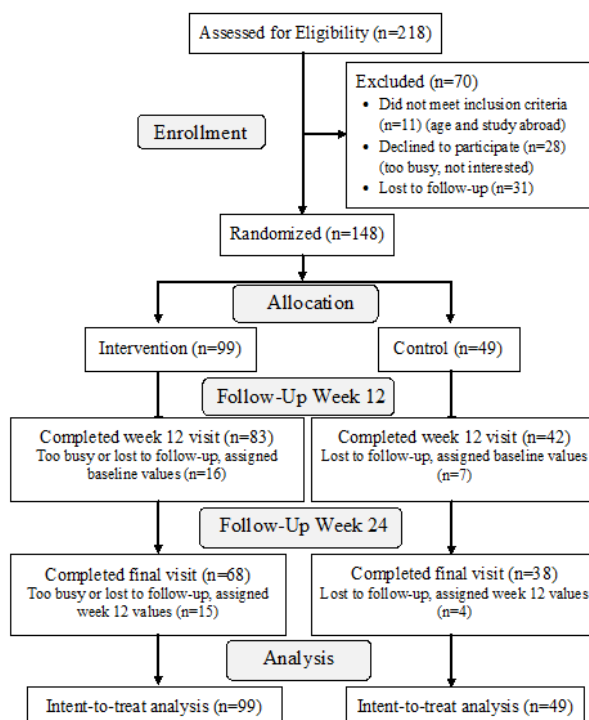 Assessed for Eligibility (n=218)
Excluded (n=70)
• Did not meet inclusion criteria
(n=11) (age and study abroad)
• Declined to participate (n=28)
(too busy, not interested)
• Lost to follow-up (n=31)
Enrollment
Randomized (n=148)
Allocation
Intervention (n=99)
Control (n=49)
Follow-Up Week 12
Completed week 12 visit (n=83)
Too busy or lost to follow-up, assigned
baseline values (n=16)
Completed week 12 visit (n=42)
Lost to follow-up, assigned baseline values
(n=7)
Follow-Up Week 24
Completed final visit (n=68)
Too busy or lost to follow-up, assigned
week 12 values (n=15)
Completed final visit (n=38)
Lost to follow-up, assigned week 12 values
(n=4)
Analysis
Intent-to-treat analysis (n=99)
Intent-to-treat analysis (n=49)